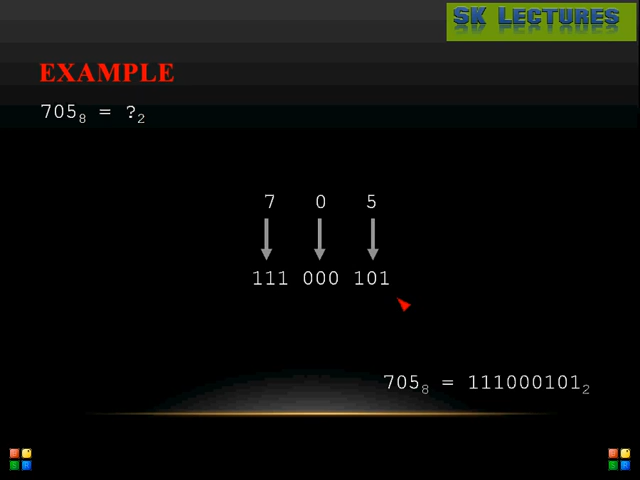 SK LECTURES
EXAMPLE
705₈ = ?₂
7 0 5
111 000 101
705₈ = 111000101₂